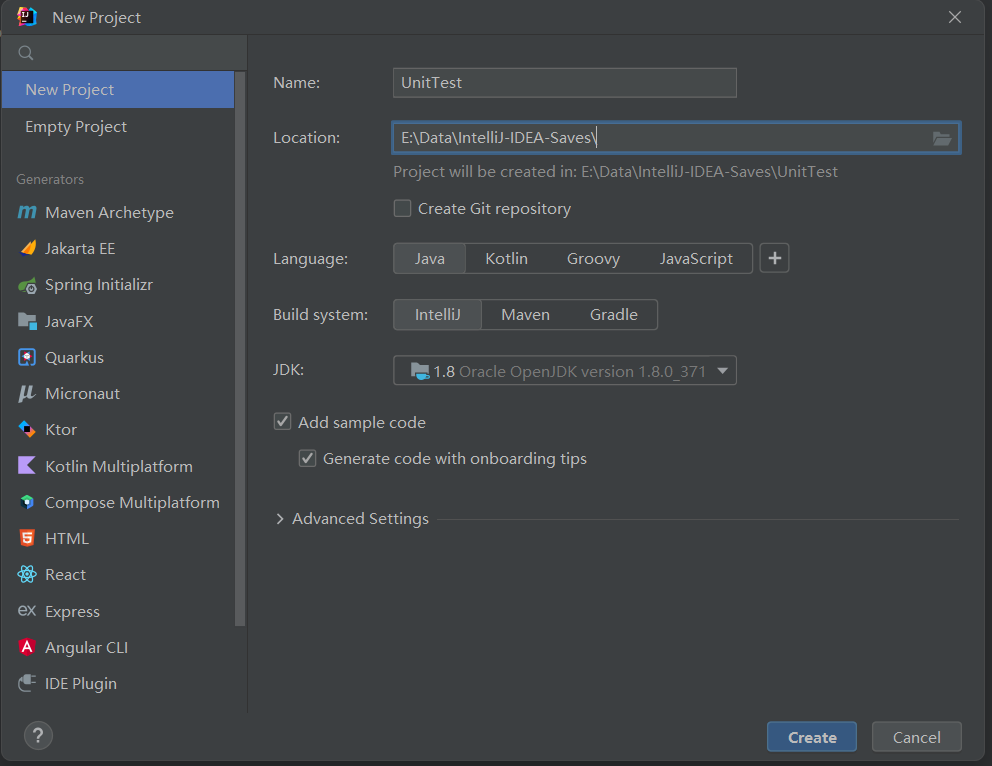 New Project
New Project
Empty Project
Generators
Maven Archetype
Jakarta EE
Spring Initializr
JavaFX
Quarkus
Micronaut
Ktor
Kotlin Multiplatform
Compose Multiplatform
HTML
React
Express
Angular CLI
IDE Plugin
Name: UnitTest
Location: E:\Data\IntelliJ-IDEA-Saves\
Project will be created in: E:\Data\IntelliJ-IDEA-Saves\UnitTest
Create Git repository
Language: Java Kotlin Groovy JavaScript +
Build system: IntelliJ Maven Gradle
JDK: 1.8 Oracle OpenJDK version 1.8.0_371
Add sample code
Generate code with onboarding tips
Advanced Settings
? Create Cancel